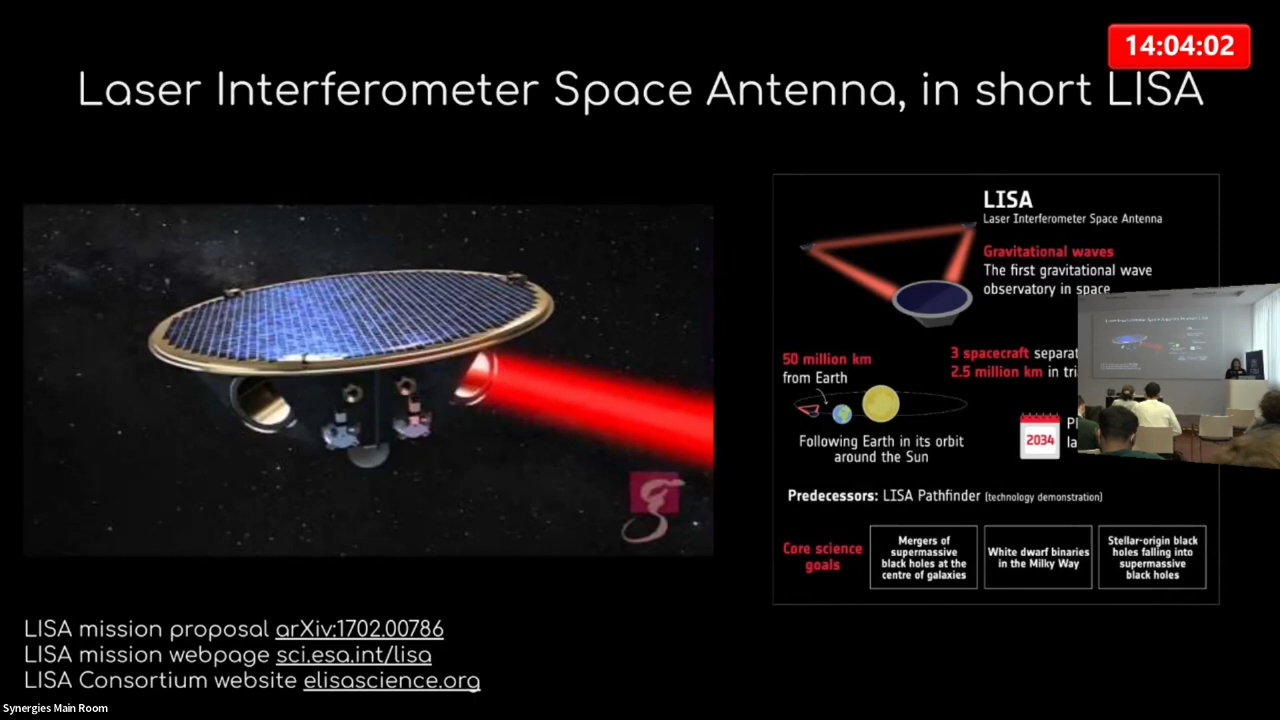 14:04:02
Laser Interferometer Space Antenna, in short LISA
LISA
Laser Interferometer Space Antenna
Gravitational waves
The first gravitational wave
observatory in space
50 million km
from Earth
3 spacecraft
2.5 million km in
2034
Following Earth in its orbit
around the Sun
Predecessors: LISA Pathfinder (technology demonstration)
Core science
goals
Mergers of
supermassive
black holes at the
centre of galaxies
White dwarf binaries
in the Milky Way
Stellar-origin black
holes falling into
supermassive
black holes
LISA mission proposal arXiv:1702.00786
LISA mission webpage sci.esa.int/lisa
LISA Consortium website elisascience.org
Synergies Main Room